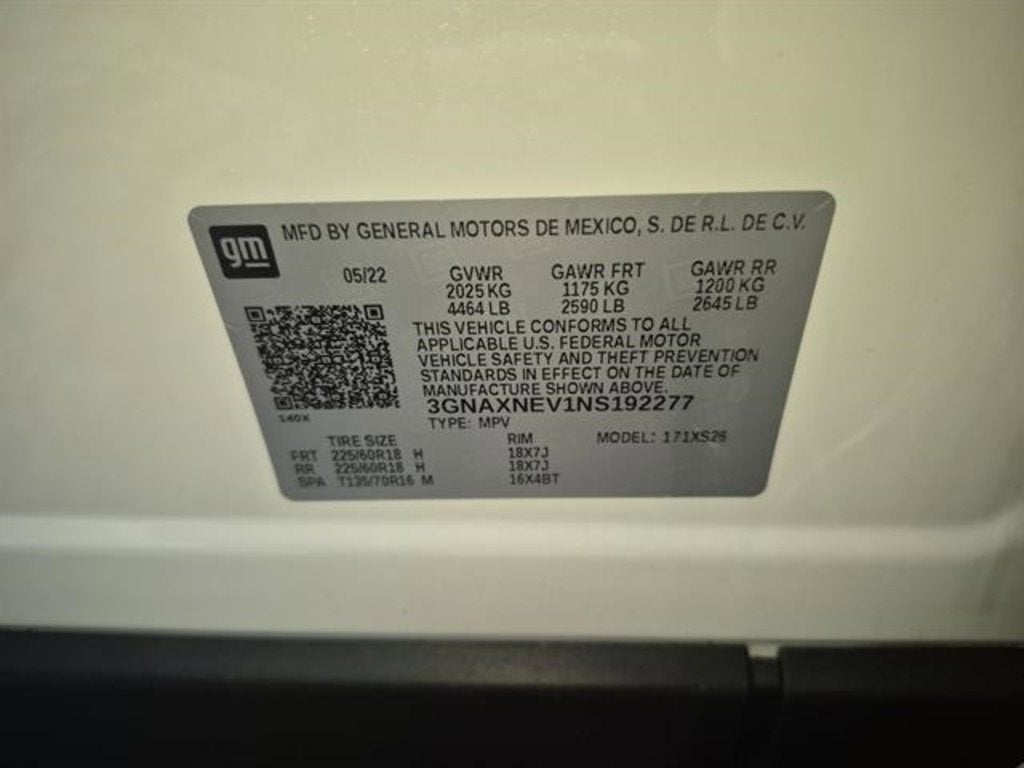 gm
MFD BY GENERAL MOTORS DE MEXICO, S. DE R.L. DE C.V.
05/22 GVWR GAWR FRT GAWR RR
2025 KG 1175 KG 1200 KG
4464 LB 2590 LB 2645 LB
THIS VEHICLE CONFORMS TO ALL
APPLICABLE U.S. FEDERAL MOTOR
VEHICLE SAFETY AND THEFT PREVENTION
STANDARDS IN EFFECT ON THE DATE OF
MANUFACTURE SHOWN ABOVE.
3GNAXNEV1NS192277
140X
TYPE: MPV
TIRE SIZE RIM MODEL: 171XS26
FRT 225/60R18 H 18X7J
RR 225/60R18 H 18X7J
SPA T135/70R16 M 16X4BT